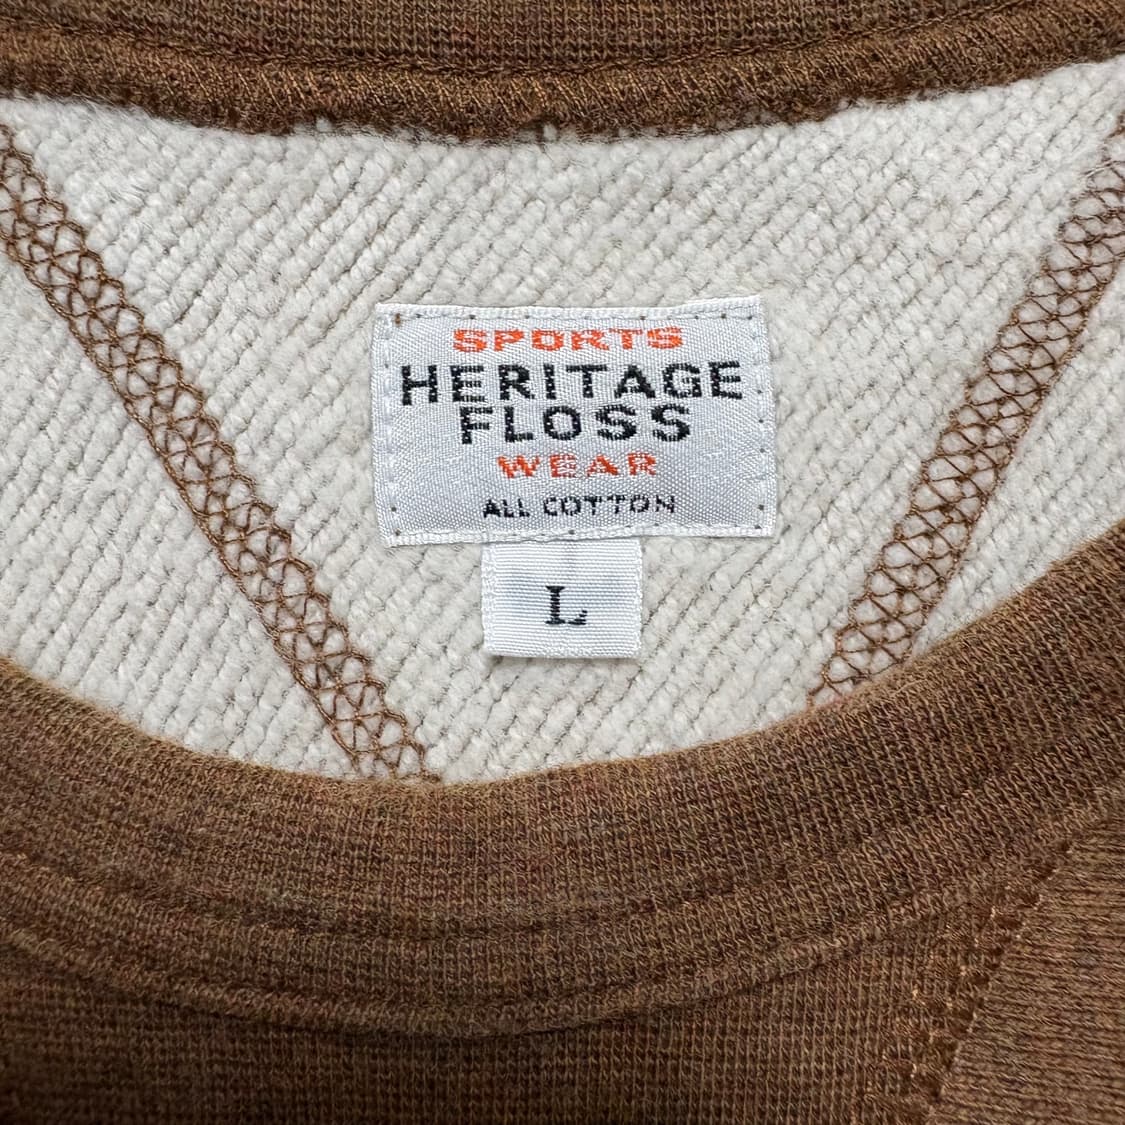 SPORTS
HERITAGE
FLOSS
WEAR
ALL COTTON
L